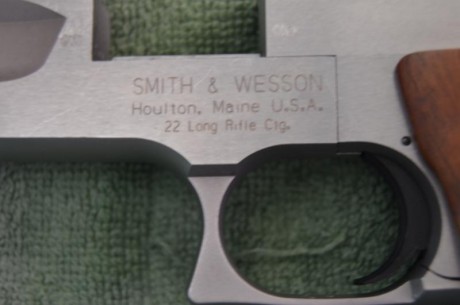 SMITH & WESSON
Houlton, Maine U.S.A.
22 Long Rifle Ctg.